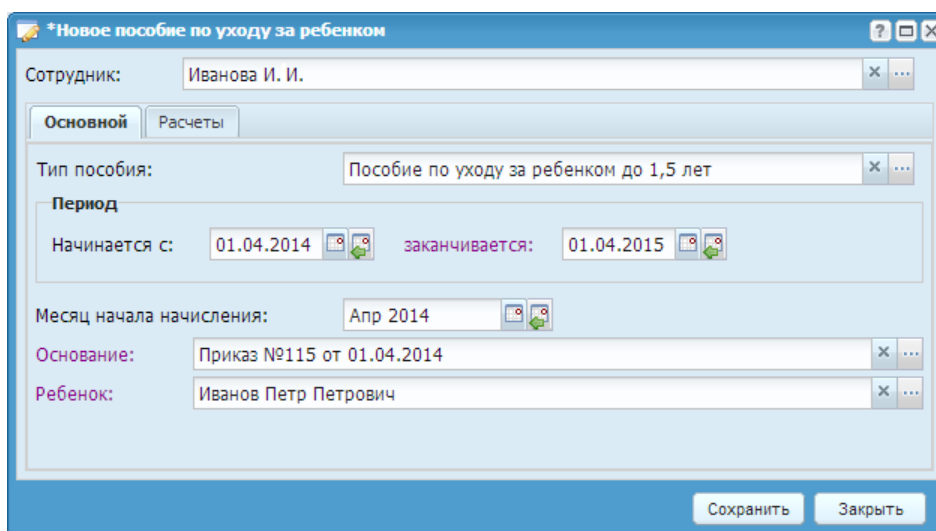 *Новое пособие по уходу за ребенком
Сотрудник: Иванова И. И.
Основной Расчеты
Тип пособия: Пособие по уходу за ребенком до 1,5 лет
Период
Начинается с: 01.04.2014 заканчивается: 01.04.2015
Месяц начала начисления: Апр 2014
Основание: Приказ №115 от 01.04.2014
Ребенок: Иванов Петр Петрович
Сохранить Закрыть